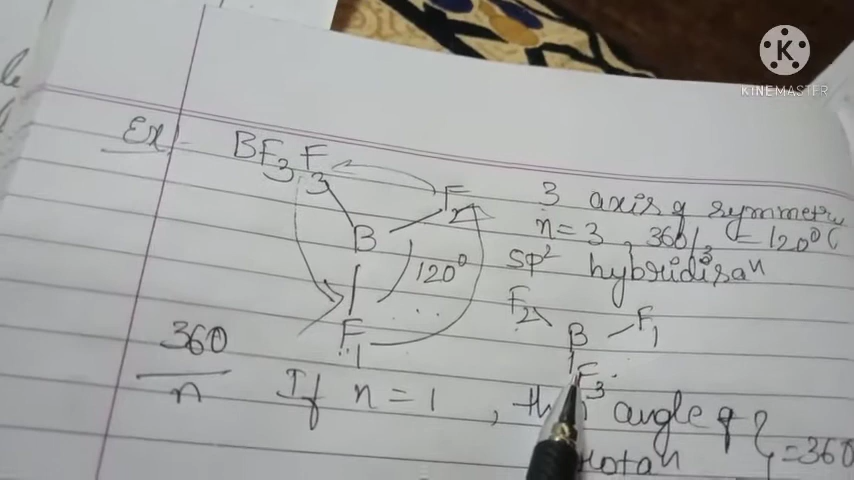 K
KINEMASTER
Ex:- BF3
F3
F2
B
120°
F1
3 axis of symmetry
n=3, 360/3 = 120°C
sp² hybridisan
F2
F1
B
F3
360/n
If n = 1, angle of
rotan = 360